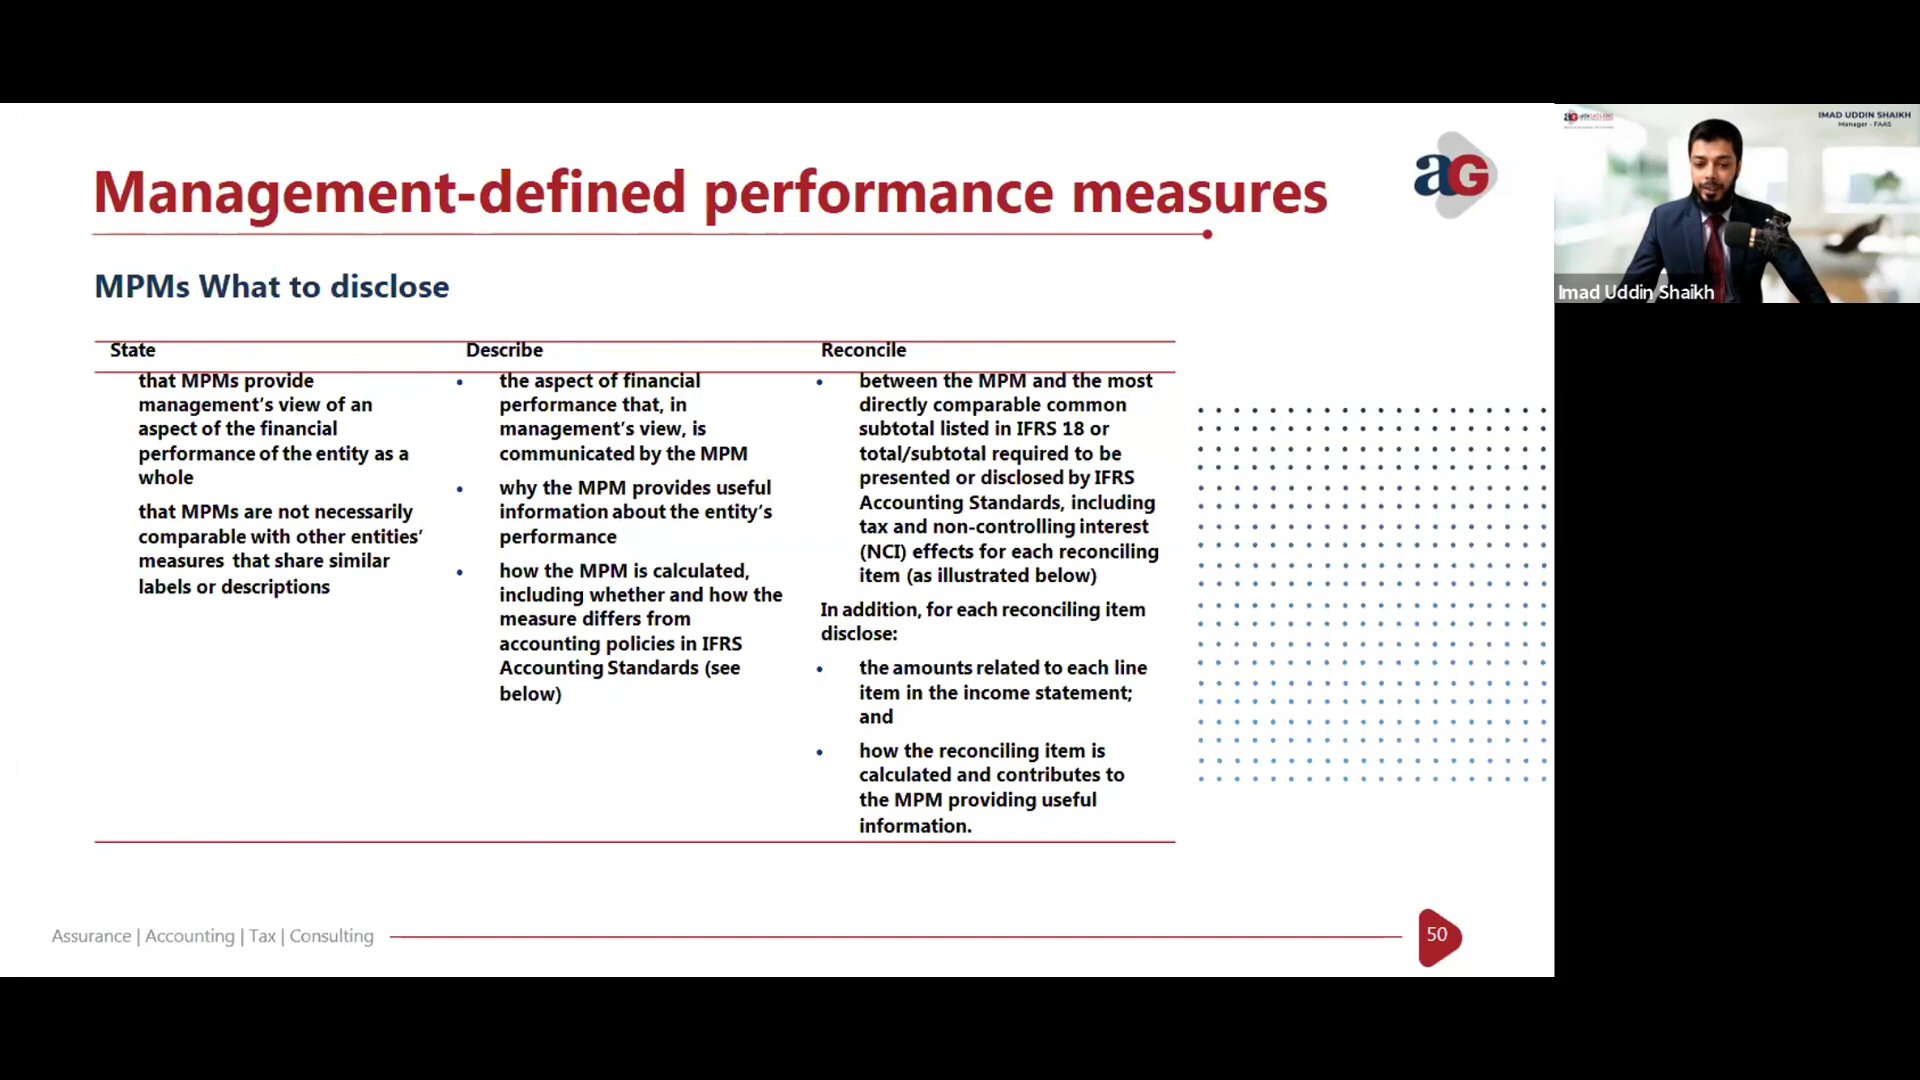 Management-defined performance measures
aG
MPMs What to disclose
State
Describe
Reconcile
that MPMs provide
management’s view of an
aspect of the financial
performance of the entity as a
whole
that MPMs are not necessarily
comparable with other entities’
measures that share similar
labels or descriptions
• the aspect of financial
performance that, in
management’s view, is
communicated by the MPM
• why the MPM provides useful
information about the entity’s
performance
• how the MPM is calculated,
including whether and how the
measure differs from
accounting policies in IFRS
Accounting Standards (see
below)
• between the MPM and the most
directly comparable common
subtotal listed in IFRS 18 or
total/subtotal required to be
presented or disclosed by IFRS
Accounting Standards, including
tax and non-controlling interest
(NCI) effects for each reconciling
item (as illustrated below)
In addition, for each reconciling item
disclose:
• the amounts related to each line
item in the income statement;
and
• how the reconciling item is
calculated and contributes to
the MPM providing useful
information.
Assurance | Accounting | Tax | Consulting
50
aG
IMAD UDDIN SHAIKH
Manager - FAAS
Imad Uddin Shaikh